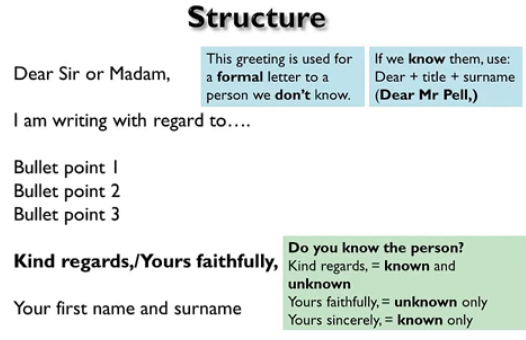 Structure
Dear Sir or Madam,
This greeting is used for
a formal letter to a
person we don't know.
If we know them, use:
Dear + title + surname
(Dear Mr Pell,)
I am writing with regard to....
Bullet point 1
Bullet point 2
Bullet point 3
Kind regards,/Yours faithfully,
Do you know the person?
Kind regards, = known and
unknown
Yours faithfully, = unknown only
Yours sincerely, = known only
Your first name and surname